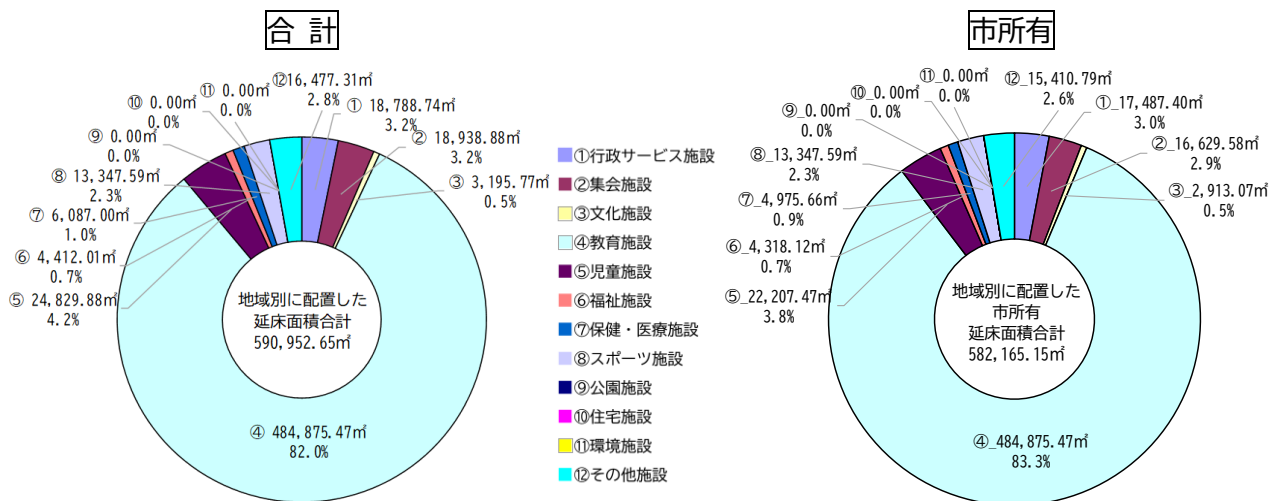 合 計
⑫16,477.31㎡
2.8%
① 18,788.74㎡
3.2%
② 18,938.88㎡
3.2%
③ 3,195.77㎡
0.5%
④ 484,875.47㎡
82.0%
⑤ 24,829.88㎡
4.2%
⑥ 4,412.01㎡
0.7%
⑦ 6,087.00㎡
1.0%
⑧ 13,347.59㎡
2.3%
⑨ 0.00㎡
0.0%
⑩ 0.00㎡
0.0%
⑪ 0.00㎡
0.0%
地域別に配置した
延床面積合計
590,952.65㎡
①行政サービス施設
②集会施設
③文化施設
④教育施設
⑤児童施設
⑥福祉施設
⑦保健・医療施設
⑧スポーツ施設
⑨公園施設
⑩住宅施設
⑪環境施設
⑫その他施設
市所有
⑫_15,410.79㎡
2.6%
①_17,487.40㎡
3.0%
②_16,629.58㎡
2.9%
③_2,913.07㎡
0.5%
④_484,875.47㎡
83.3%
⑤_22,207.47㎡
3.8%
⑥_4,318.12㎡
0.7%
⑦_4,975.66㎡
0.9%
⑧_13,347.59㎡
2.3%
⑨_0.00㎡
0.0%
⑩_0.00㎡
0.0%
⑪_0.00㎡
0.0%
地域別に配置した
市所有
延床面積合計
582,165.15㎡